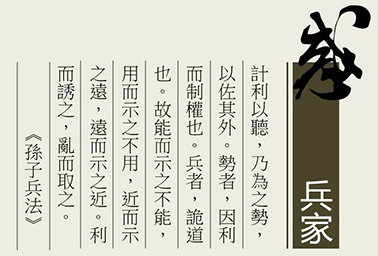 兵家
計利以聽，乃為之勢，
以佐其外。勢者，因利
而制權也。兵者，詭道
也。故能而示之不能，
用而示之不用，近而示
之遠，遠而示之近。利
而誘之，亂而取之。
《孫子兵法》